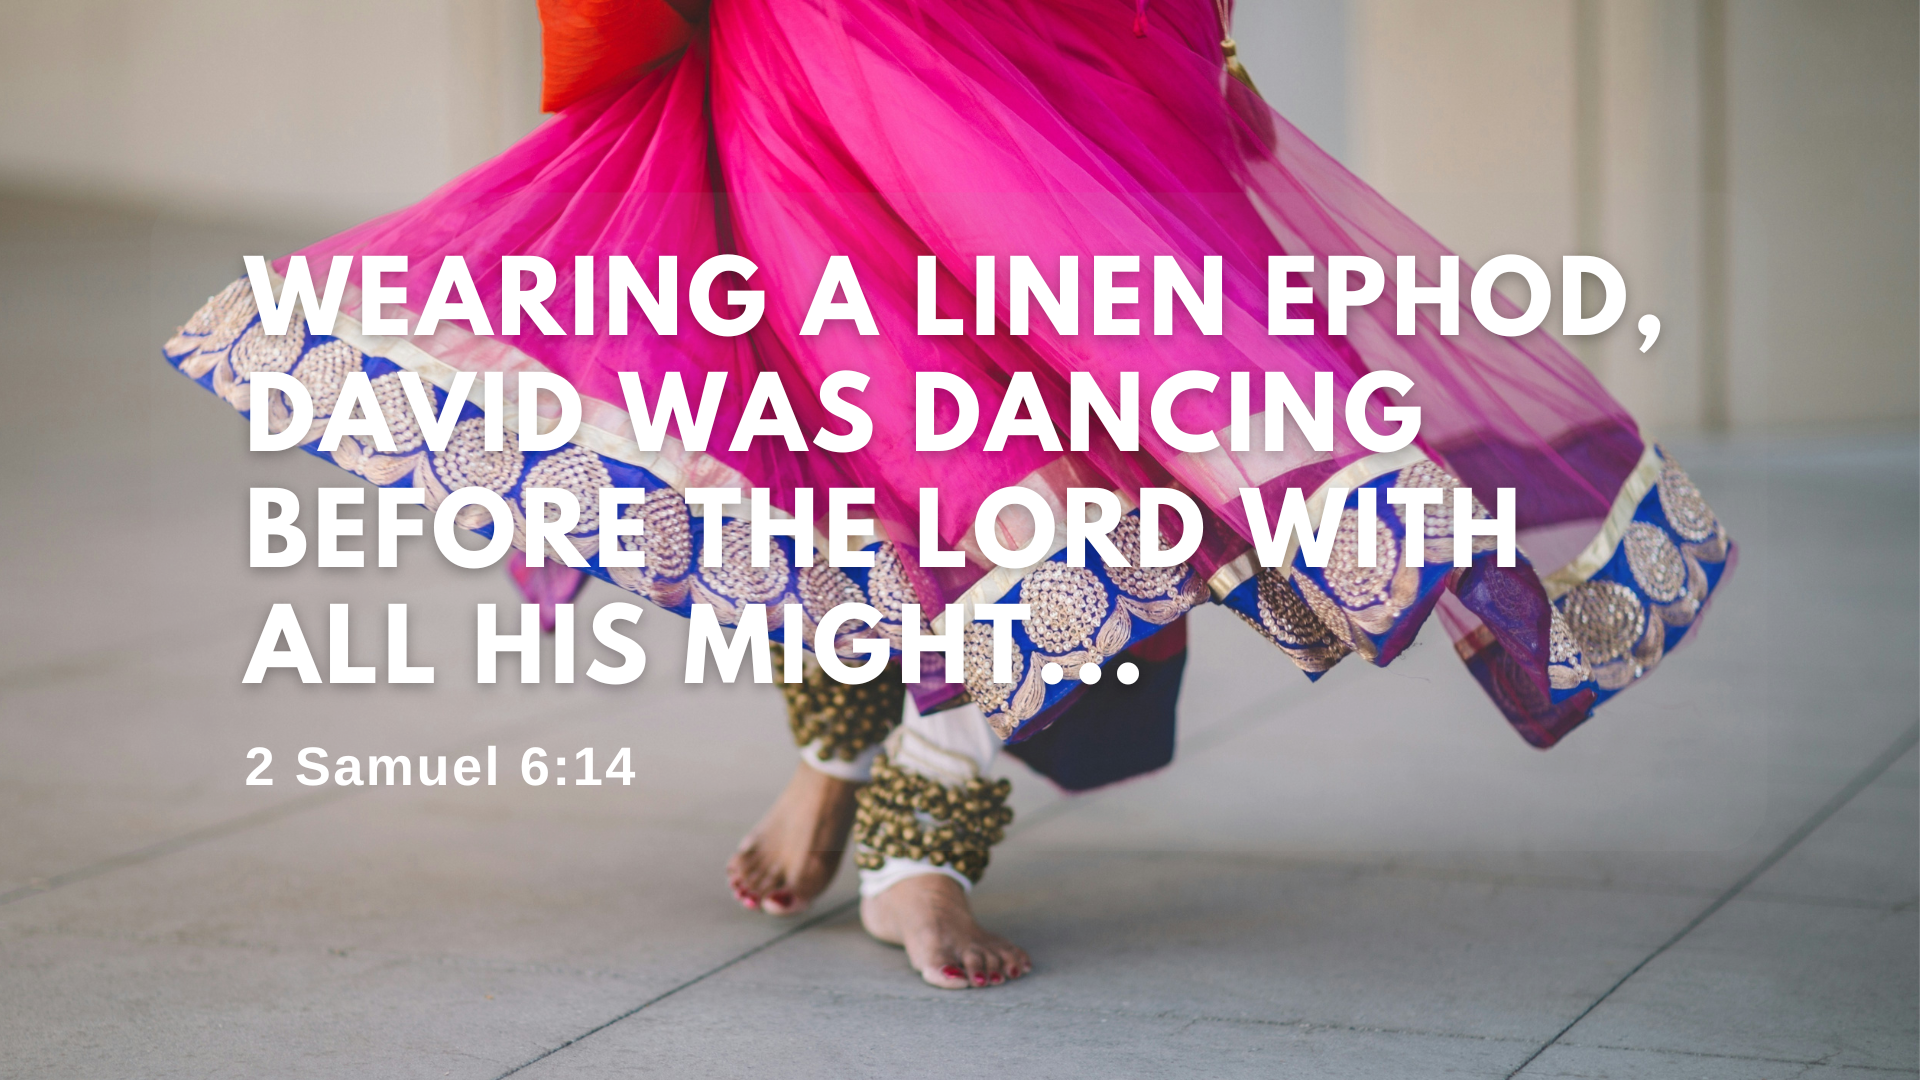 WEARING A LINEN EPHOD,
DAVID WAS DANCING
BEFORE THE LORD WITH
ALL HIS MIGHT...
2 Samuel 6:14